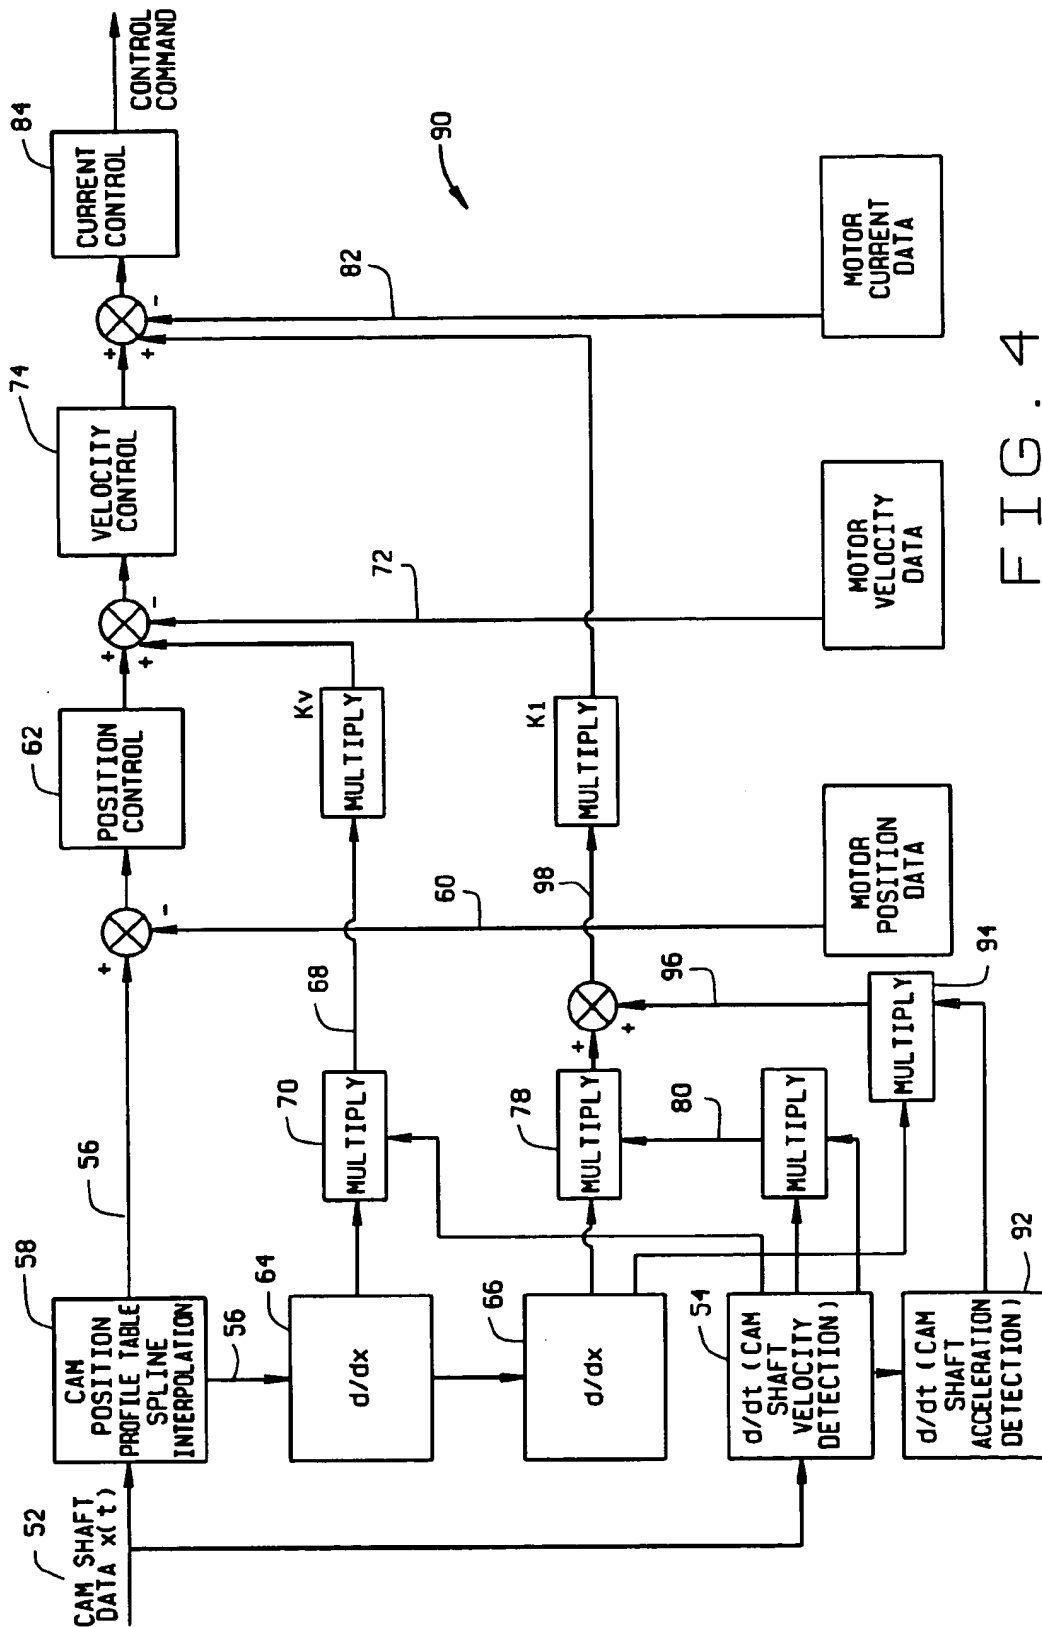 52
CAM SHAFT
DATA x(t)
58
CAM
POSITION
PROFILE TABLE
SPLINE
INTERPOLATION
56
+
-
62
POSITION
CONTROL
+
+
-
74
VELOCITY
CONTROL
+
+
-
84
CURRENT
CONTROL
CONTROL
COMMAND
56
64
d/dx
70
MULTIPLY
68
Kv
MULTIPLY
72
82
90
66
d/dx
78
MULTIPLY
+
+
98
K1
MULTIPLY
60
80
MULTIPLY
96
54
d/dt (CAM
SHAFT
VELOCITY
DETECTION)
MULTIPLY
94
92
d/dt (CAM
SHAFT
ACCELERATION
DETECTION)
MOTOR
POSITION
DATA
MOTOR
VELOCITY
DATA
MOTOR
CURRENT
DATA
FIG. 4